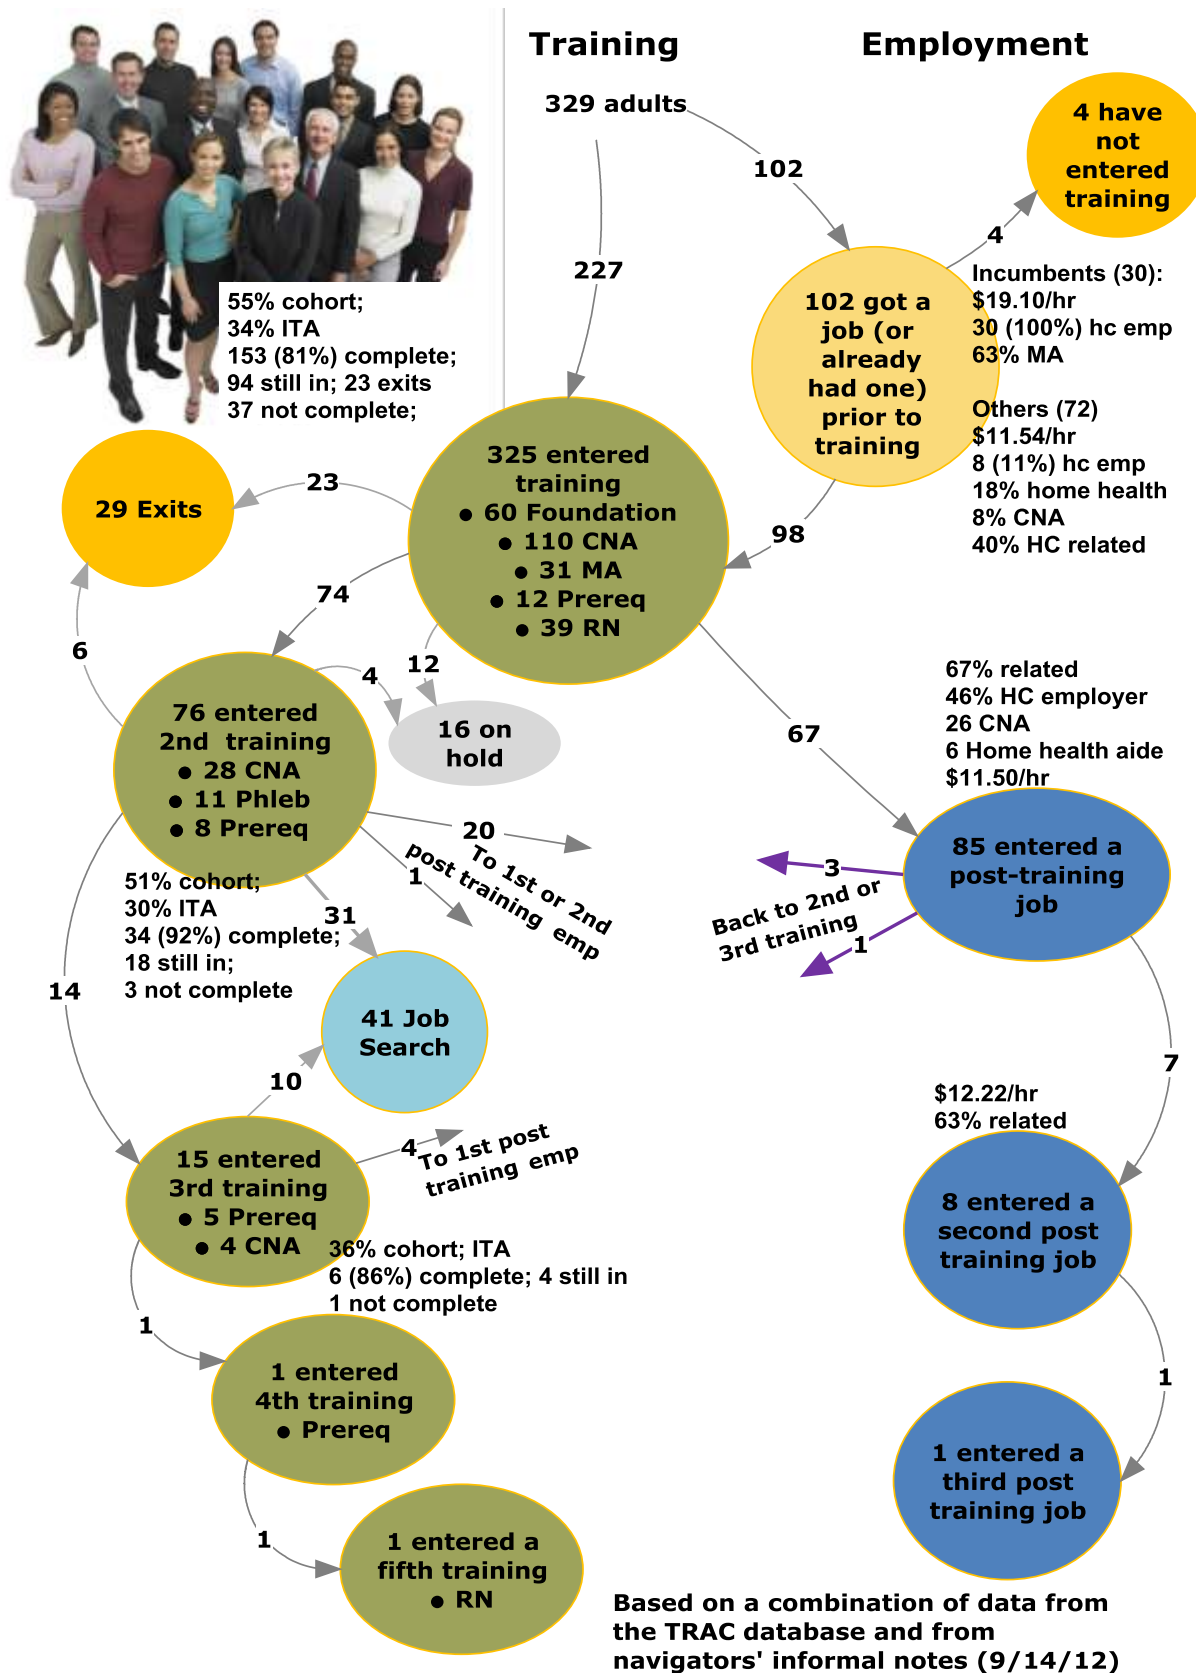 Training
Employment
329 adults
102
227
4 have
not
entered
training
4
102 got a
job (or
already
had one)
prior to
training
Incumbents (30):
$19.10/hr
30 (100%) hc emp
63% MA
Others (72)
$11.54/hr
8 (11%) hc emp
18% home health
8% CNA
40% HC related
98
55% cohort;
34% ITA
153 (81%) complete;
94 still in; 23 exits
37 not complete;
325 entered
training
● 60 Foundation
● 110 CNA
● 31 MA
● 12 Prereq
● 39 RN
23
29 Exits
74
12
67
6
4
16 on
hold
76 entered
2nd training
● 28 CNA
● 11 Phleb
● 8 Prereq
20
1
To 1st or 2nd
post training emp
51% cohort;
30% ITA
34 (92%) complete;
18 still in;
3 not complete
31
14
41 Job
Search
10
67% related
46% HC employer
26 CNA
6 Home health aide
$11.50/hr
85 entered a
post-training
job
3
Back to 2nd or
3rd training
1
7
15 entered
3rd training
● 5 Prereq
● 4 CNA
4
To 1st post
training emp
36% cohort; ITA
6 (86%) complete; 4 still in
1 not complete
$12.22/hr
63% related
8 entered a
second post
training job
1
1 entered a
third post
training job
1
1 entered
4th training
● Prereq
1
1 entered a
fifth training
● RN
Based on a combination of data from
the TRAC database and from
navigators' informal notes (9/14/12)